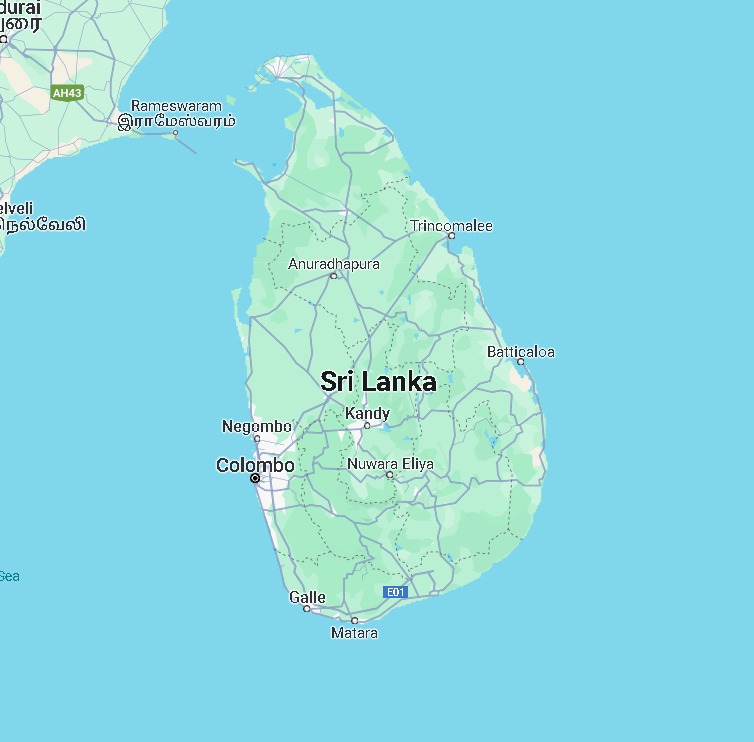 durai
துரை
AH43
Rameswaram
இராமேஸ்வரம்
elveli
நெல்வேலி
Trincomalee
Anuradhapura
Batticaloa
Sri Lanka
Kandy
Negombo
Colombo
Nuwara Eliya
Sea
E01
Galle
Matara